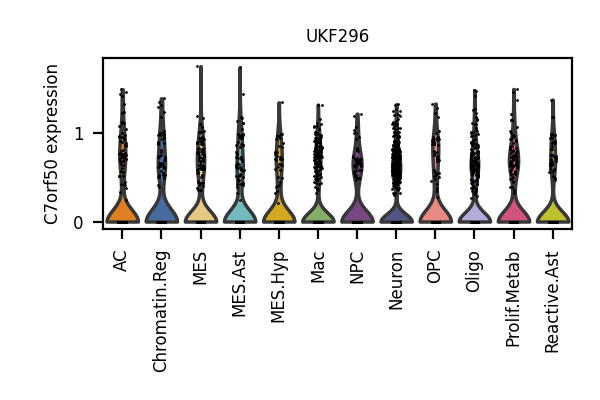 UKF296
C7orf50 expression
1
0
AC
Chromatin.Reg
MES
MES.Ast
MES.Hyp
Mac
NPC
Neuron
OPC
Oligo
Prolif.Metab
Reactive.Ast